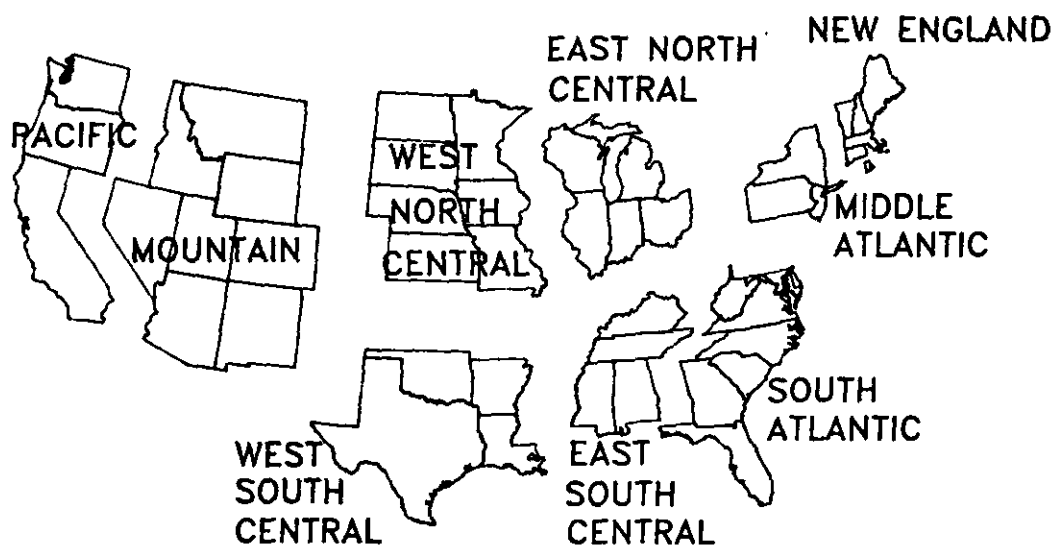 NEW ENGLAND
EAST NORTH
CENTRAL
PACIFIC
WEST
NORTH
CENTRAL
MOUNTAIN
MIDDLE
ATLANTIC
SOUTH
ATLANTIC
WEST
SOUTH
CENTRAL
EAST
SOUTH
CENTRAL